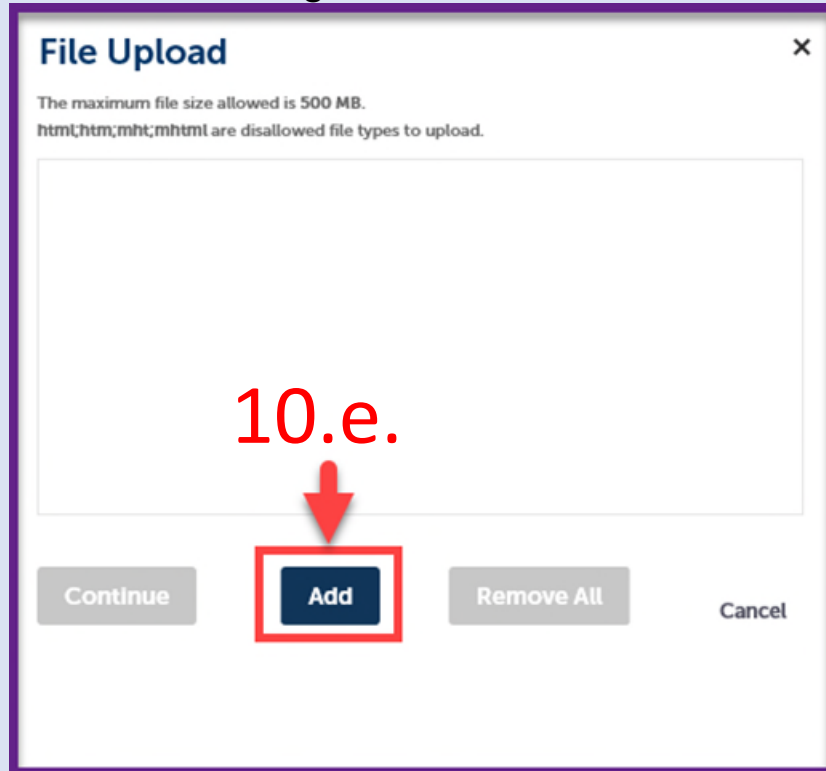 File Upload
×
The maximum file size allowed is 500 MB.
html;htm;mht;mhtml are disallowed file types to upload.
10.e.
Continue
Add
Remove All
Cancel